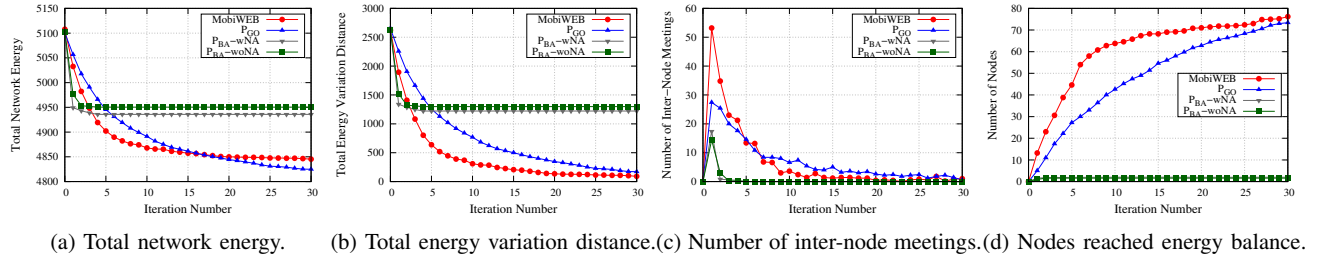 5150
5100
5050
5000
4950
4900
4850
4800
0 5 10 15 20 25 30
Total Network Energy
Iteration Number
MobiWEB
P_GO
P_BA-wNA
P_BA-woNA
(a) Total network energy.
3000
2500
2000
1500
1000
500
0
0 5 10 15 20 25 30
Total Energy Variation Distance
Iteration Number
MobiWEB
P_GO
P_BA-wNA
P_BA-woNA
(b) Total energy variation distance.
60
50
40
30
20
10
0
0 5 10 15 20 25 30
Number of Inter-Node Meetings
Iteration Number
MobiWEB
P_GO
P_BA-wNA
P_BA-woNA
(c) Number of inter-node meetings.
80
70
60
50
40
30
20
10
0
0 5 10 15 20 25 30
Number of Nodes
Iteration Number
MobiWEB
P_GO
P_BA-wNA
P_BA-woNA
(d) Nodes reached energy balance.